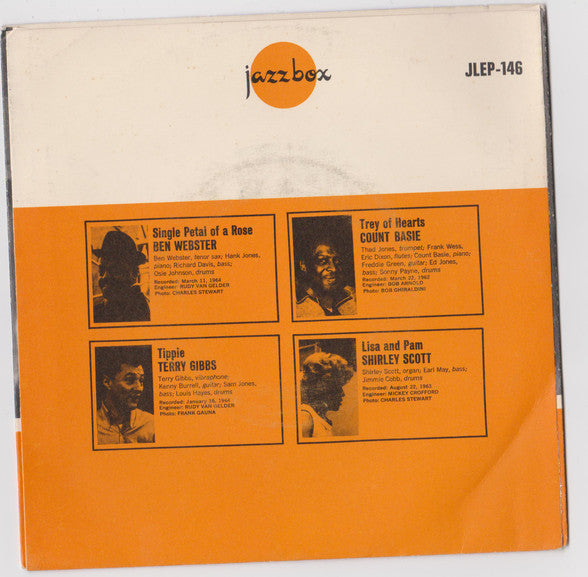 jazzbox
JLEP-146
Single Petal of a Rose
BEN WEBSTER
Ben Webster, tenor sax; Hank Jones,
piano; Richard Davis, bass;
Osie Johnson, drums
Recorded: March 11, 1964
Engineer: RUDY VAN GELDER
Photo: CHARLES STEWART
Trey of Hearts
COUNT BASIE
Thad Jones, trumpet; Frank Wess,
Eric Dixon, flutes; Count Basie, piano;
Freddie Green, guitar; Ed Jones,
bass; Sonny Payne, drums
Recorded: March 22, 1962
Engineer: BOB ARNOLD
Photo: BOB GHIRALDINI
Tippie
TERRY GIBBS
Terry Gibbs, vibraphone;
Kenny Burrell, guitar; Sam Jones,
bass; Louis Hayes, drums
Recorded: January 1964
Engineer: RUDY VAN GELDER
Photo: FRANK GAUNA
Lisa and Pam
SHIRLEY SCOTT
Shirley Scott, organ; Earl May, bass;
Jimmie Cobb, drums
Recorded: August 22, 1963
Engineer: MICKEY CROFFORD
Photo: CHARLES STEWART